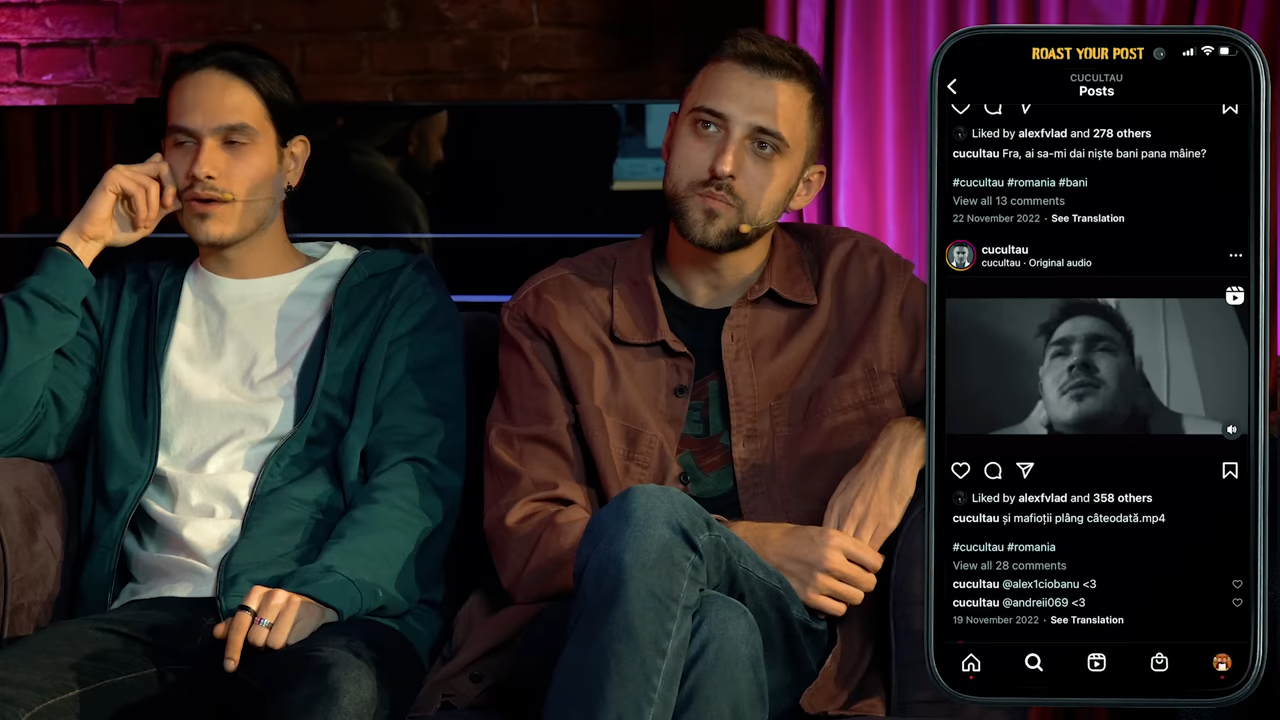 ROAST YOUR POST
CUCULTAU
Posts
Liked by alexfvlad and 278 others
cucultau Fra, ai sa-mi dai niște bani pana mâine?
#cucultau #romania #bani
View all 13 comments
22 November 2022 · See Translation
cucultau
cucultau · Original audio
Liked by alexfvlad and 358 others
cucultau și mafioții plâng câteodată.mp4
#cucultau #romania
View all 28 comments
cucultau @alex1ciobanu <3
cucultau @andreii069 <3
19 November 2022 · See Translation